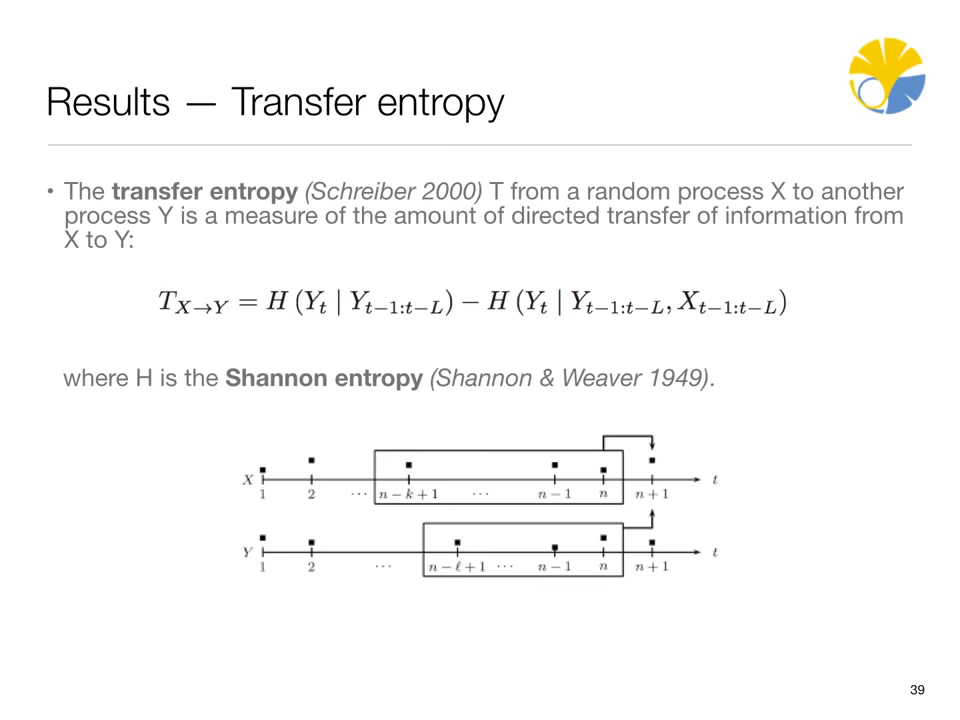 Results — Transfer entropy
• The transfer entropy (Schreiber 2000) T from a random process X to another
process Y is a measure of the amount of directed transfer of information from
X to Y:
T_{X→Y} = H (Y_t | Y_{t−1:t−L}) − H (Y_t | Y_{t−1:t−L}, X_{t−1:t−L})
where H is the Shannon entropy (Shannon & Weaver 1949).
X t
1 2 ··· n − k + 1 ··· n − 1 n n + 1
Y t
1 2 ··· n − ℓ + 1 ··· n − 1 n n + 1
39